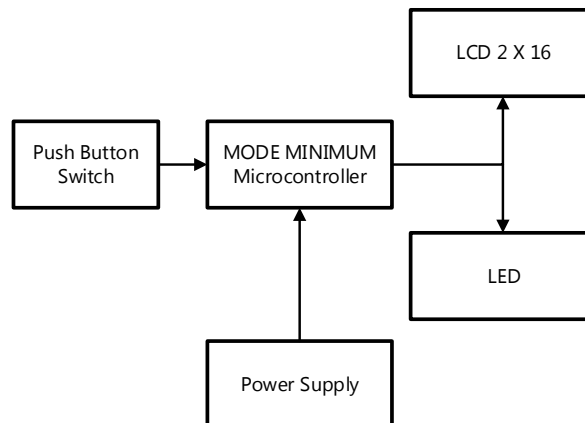 LCD 2 X 16
Push Button
Switch
MODE MINIMUM
Microcontroller
LED
Power Supply